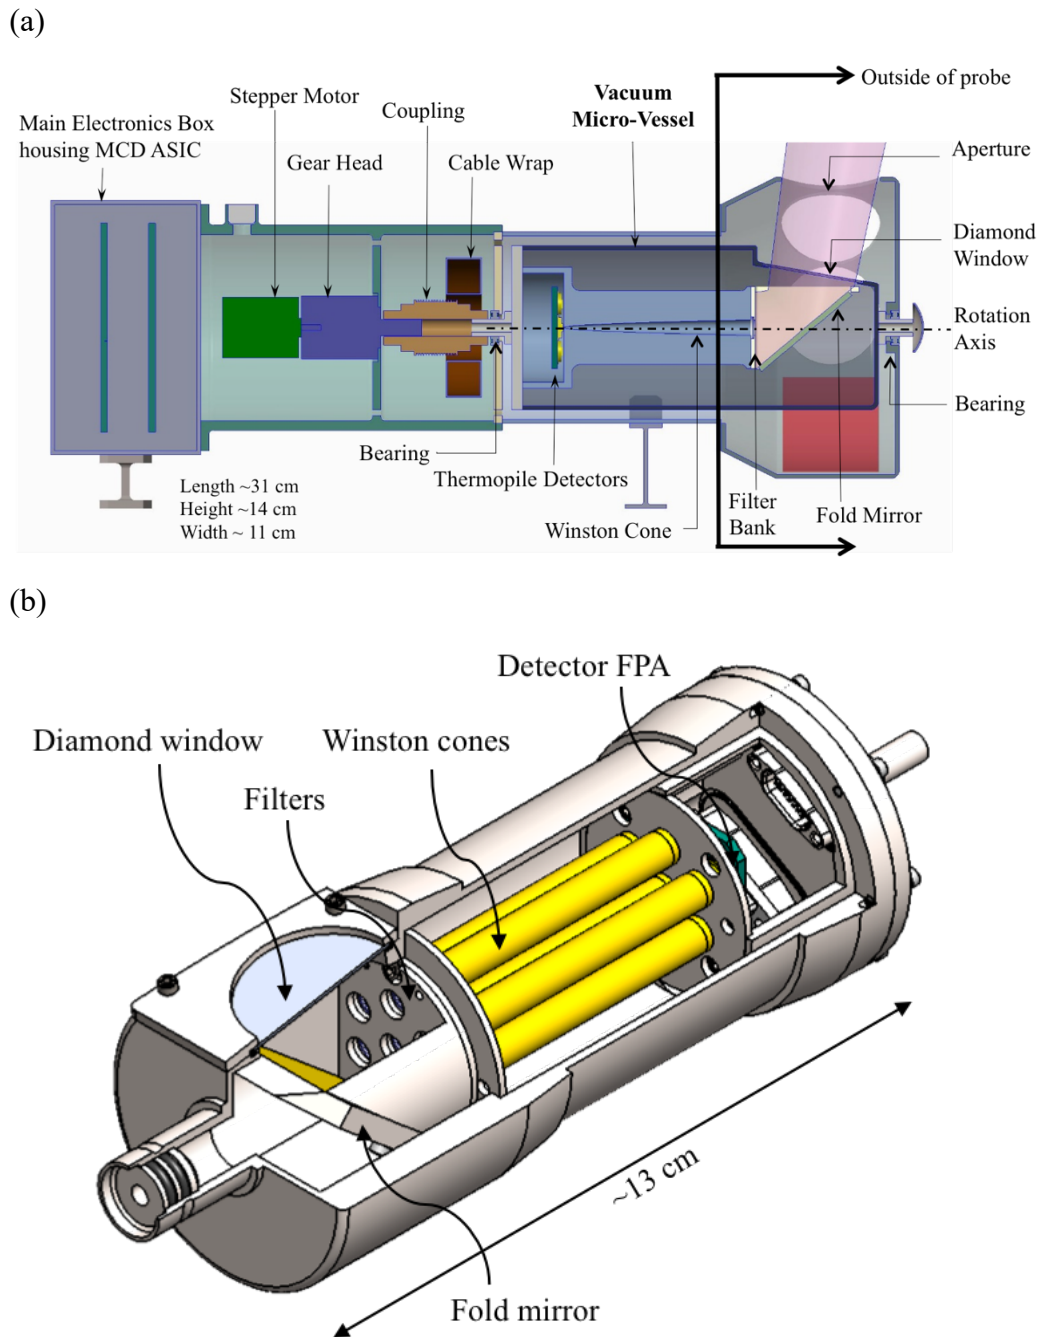 (a)
Outside of probe
Stepper Motor
Vacuum
Micro-Vessel
Coupling
Main Electronics Box
housing MCD ASIC
Gear Head
Cable Wrap
Aperture
Diamond
Window
Rotation
Axis
Bearing
Bearing
Thermopile Detectors
Length ~31 cm
Height ~14 cm
Width ~ 11 cm
Filter
Bank
Fold Mirror
Winston Cone
(b)
Detector FPA
Diamond window
Winston cones
Filters
~13 cm
Fold mirror